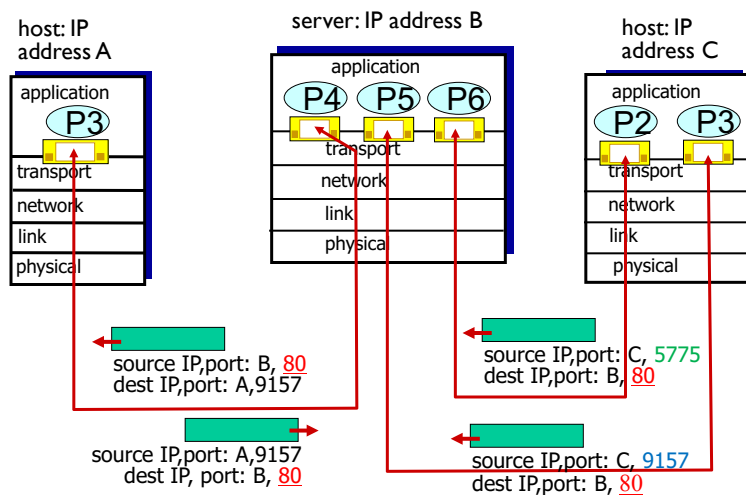 host: IP
address A
server: IP address B
host: IP
address C
application
P3
transport
network
link
physical
application
P4 P5 P6
transport
network
link
physical
application
P2 P3
transport
network
link
physical
source IP,port: B, 80
dest IP,port: A,9157
source IP,port: C, 5775
dest IP,port: B, 80
source IP,port: A,9157
dest IP, port: B, 80
source IP,port: C, 9157
dest IP,port: B, 80